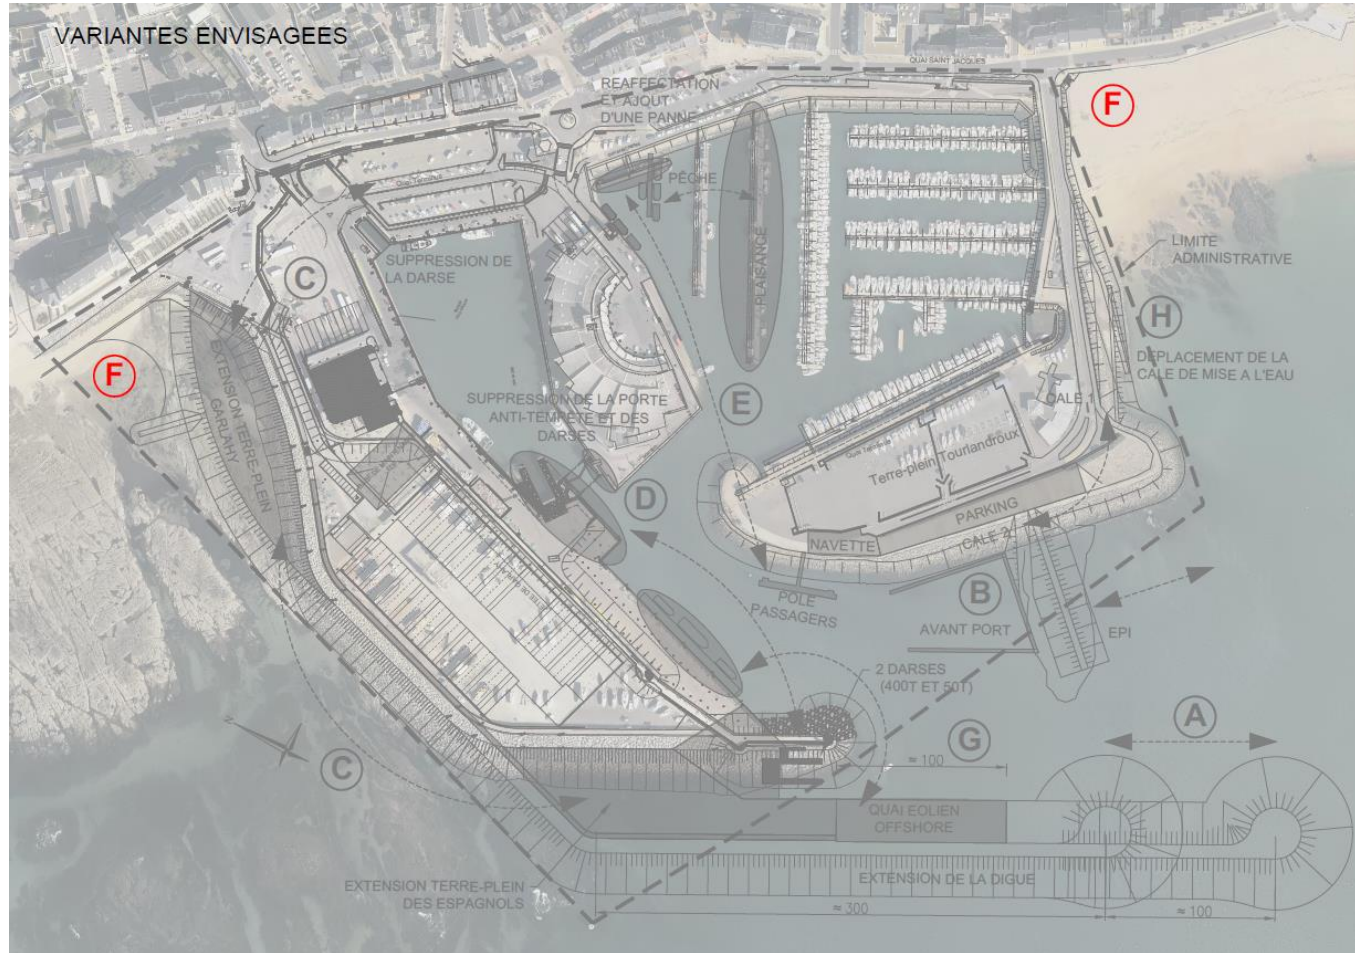 VARIANTES ENVISAGEES
QUAI SAINT JACQUES
REAFFECTATION
ET AJOUT
D'UNE PANNE
F
PÊCHE
PLAISANCE
LIMITE
ADMINISTRATIVE
SUPPRESSION DE
LA DARSE
C
H
DEPLACEMENT DE LA
CALE DE MISE A L'EAU
F
EXTENSION TERRE-PLEIN
GARLAHY
SUPPRESSION DE LA PORTE
ANTI-TEMPETE ET DES
DARSES
E
CALE 1
Terre-plein Tourlandroux
D
PARKING
NAVETTE
CALE 2
POLE
PASSAGERS
B
AVANT PORT
EPI
2 DARSES
(400T ET 50T)
A
G
≈ 100
C
QUAI EOLIEN
OFFSHORE
EXTENSION DE LA DIGUE
EXTENSION TERRE-PLEIN
DES ESPAGNOLS
≈ 300
≈ 100